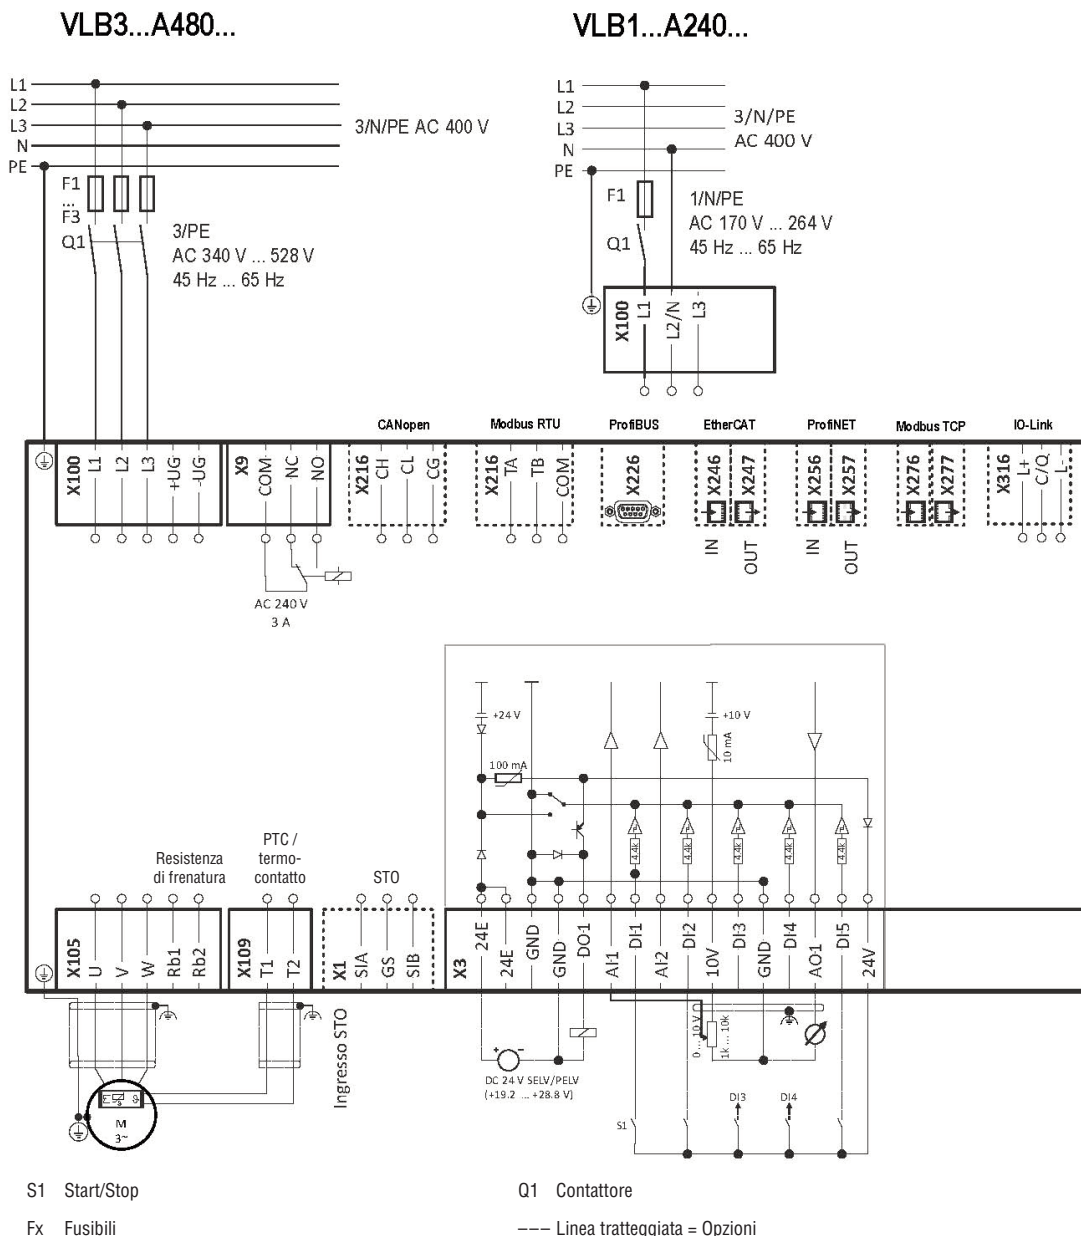 VLB3...A480...
VLB1...A240...
L1
L2
L3
N
PE
3/N/PE AC 400 V
F1
...
F3
Q1
3/PE
AC 340 V ... 528 V
45 Hz ... 65 Hz
L1
L2
L3
N
PE
3/N/PE
AC 400 V
F1
Q1
1/N/PE
AC 170 V ... 264 V
45 Hz ... 65 Hz
X100
L1
L2/N
L3
CANopen
Modbus RTU
ProfiBUS
EtherCAT
ProfiNET
Modbus TCP
IO-Link
X100
L1
L2
L3
+UG
-UG
X9
COM
NC
NO
X216
CH
CL
CG
X216
TA
TB
COM
X226
X246
X247
X256
X257
X276
X277
X316
L+
C/Q
L-
IN
OUT
IN
OUT
AC 240 V
3 A
+24 V
+10 V
10 mA
100 mA
4.4k
4.4k
4.4k
4.4k
4.4k
Resistenza
di frenatura
PTC /
termo-
contatto
STO
X105
U
V
W
Rb1
Rb2
X109
T1
T2
X1
SIA
GS
SIB
X3
24E
24E
GND
GND
DO1
AI1
DI1
AI2
DI2
10V
DI3
GND
DI4
AO1
DI5
24V
Ingresso STO
0 ... 10 V
1k ... 10k
+
−
DC 24 V SELV/PELV
(+19.2 ... +28.8 V)
S1
DI3
DI4
ϑ
M
3~
S1 Start/Stop
Q1 Contattore
Fx Fusibili
--- Linea tratteggiata = Opzioni